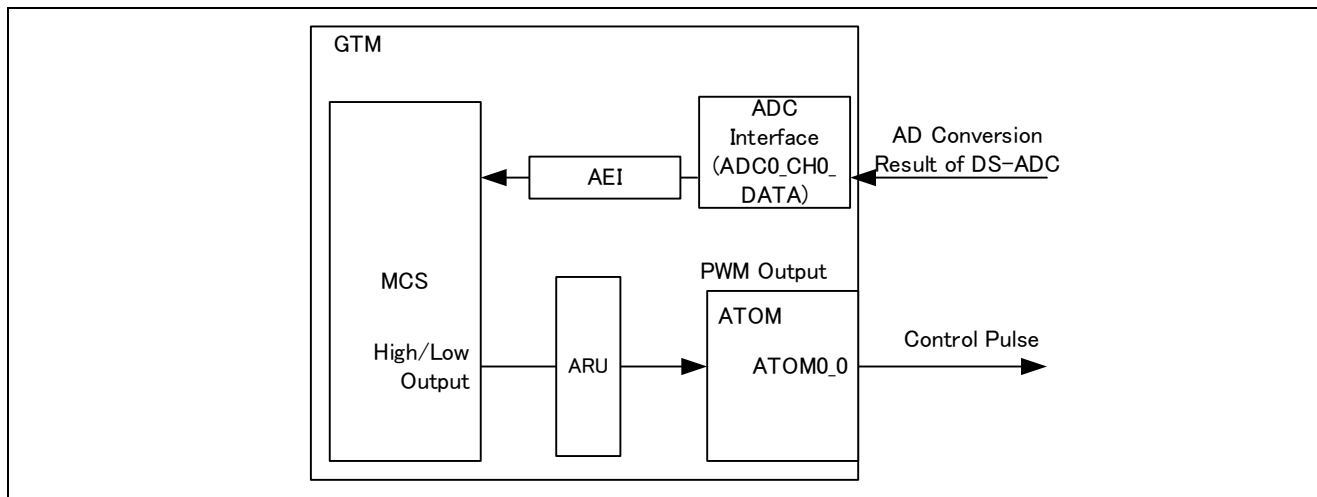 GTM
ADC
Interface
(ADC0_CH0_
DATA)
AD Conversion
Result of DS-ADC
AEI
MCS
High/Low
Output
ARU
PWM Output
ATOM
ATOM0_0
Control Pulse